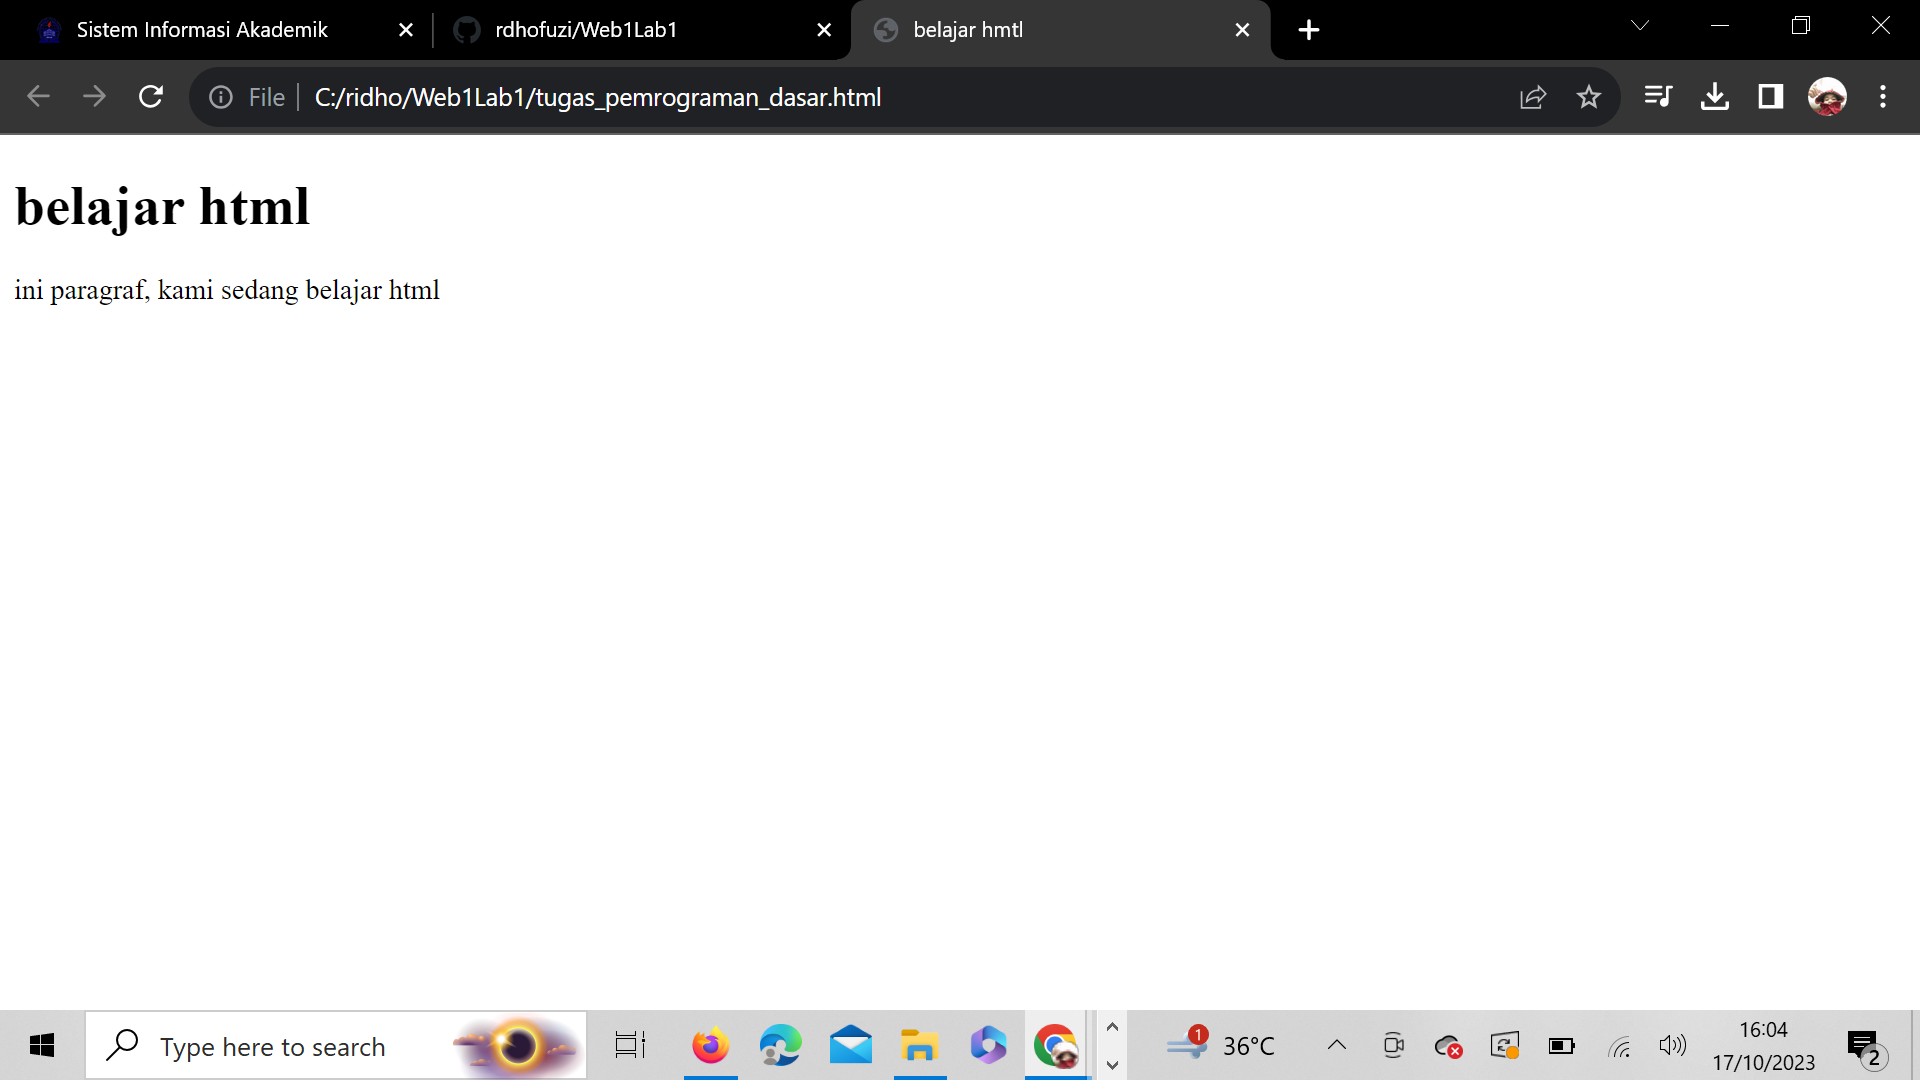 Sistem Informasi Akademik
rdhofuzi/Web1Lab1
belajar hmtl
File
C:/ridho/Web1Lab1/tugas_pemrograman_dasar.html
belajar html
ini paragraf, kami sedang belajar html
Type here to search
1
36°C
16:04
17/10/2023
2